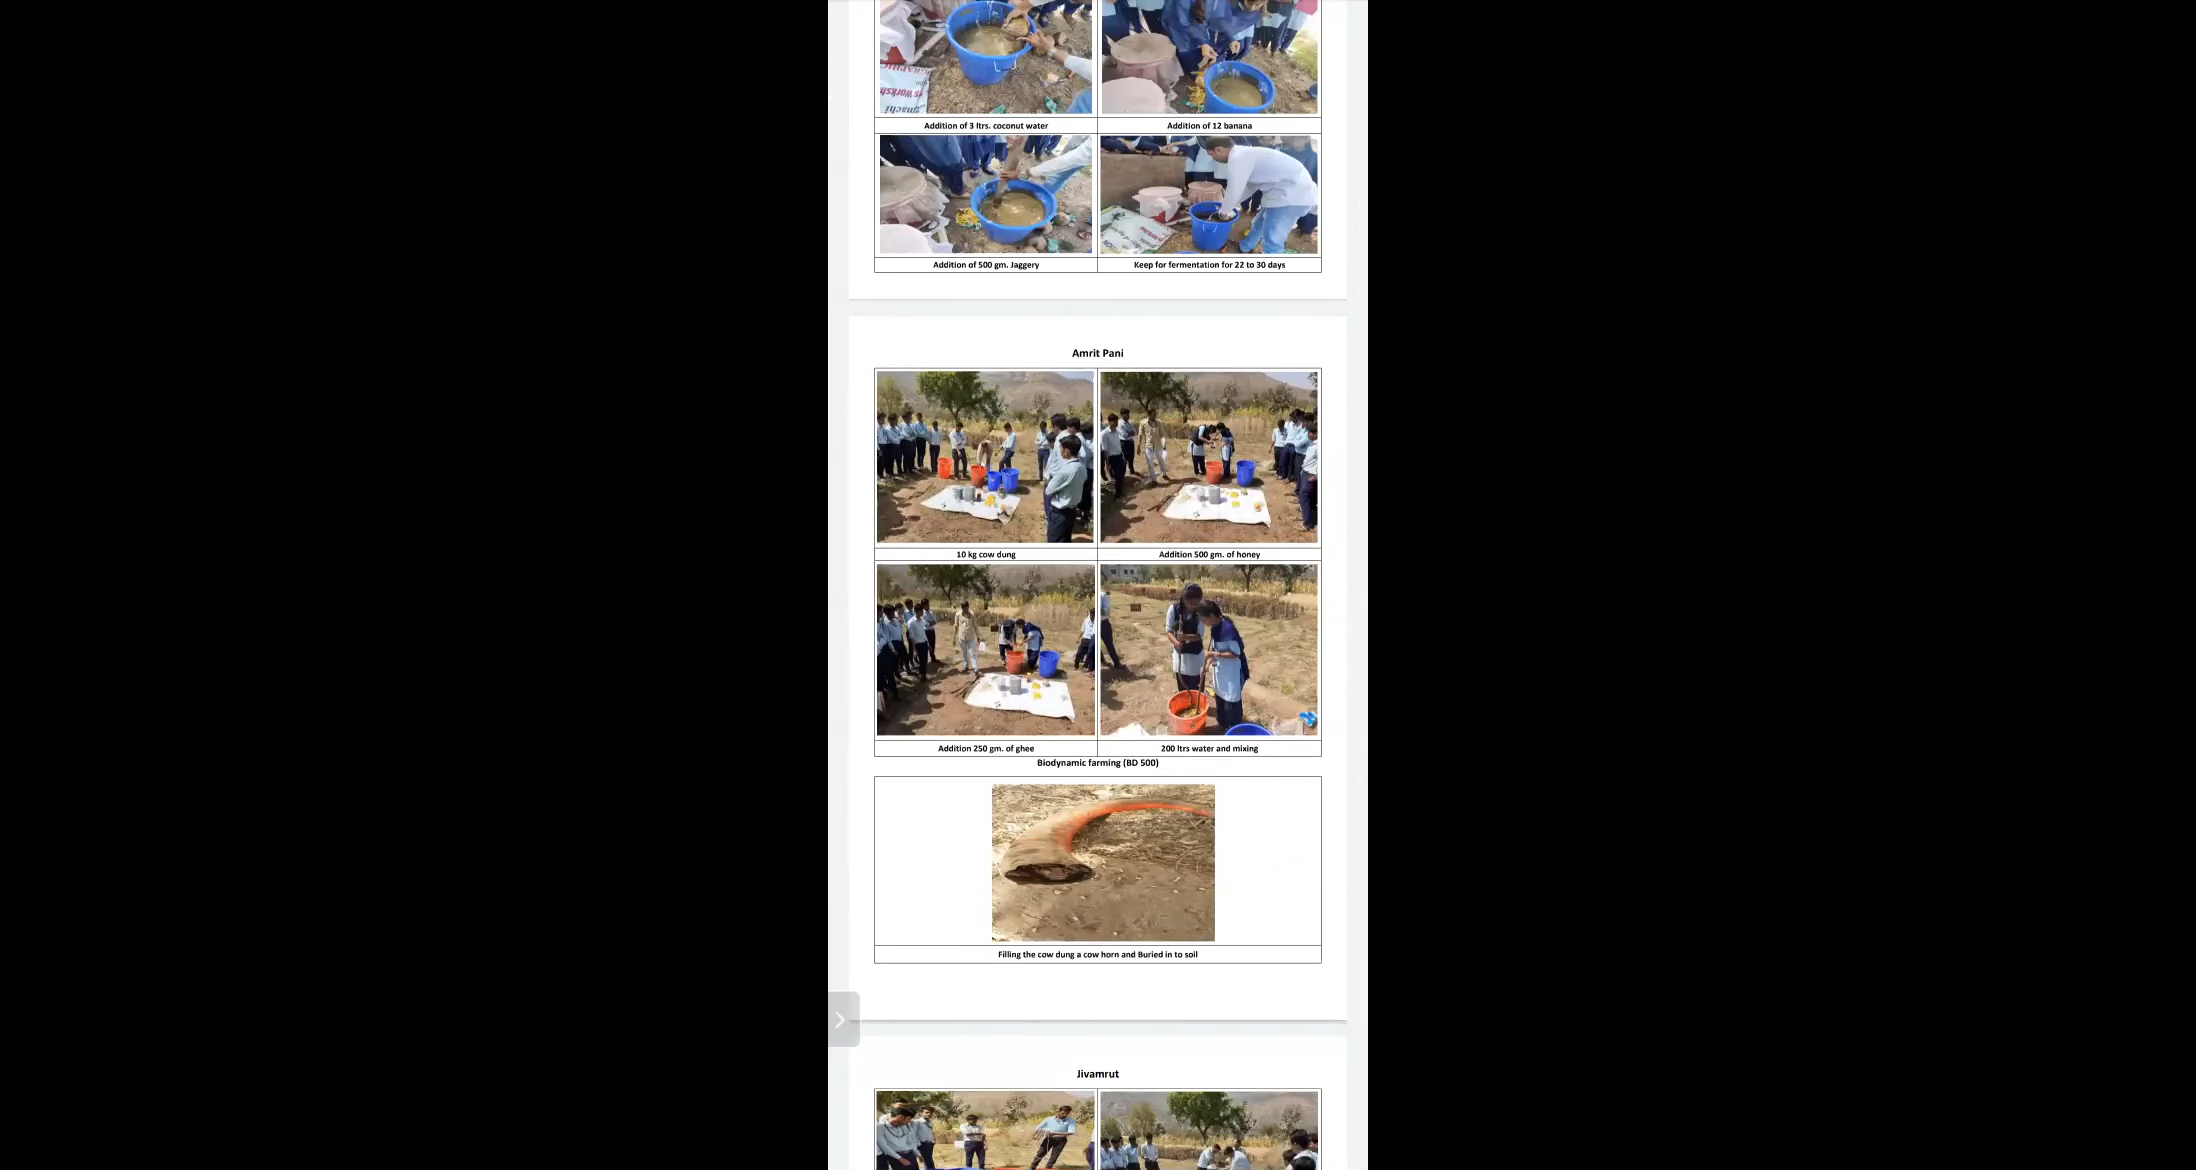 Addition of 3 ltrs. coconut water
Addition of 12 banana
Addition of 500 gm. Jaggery
Keep for fermentation for 22 to 30 days
Amrit Pani
10 kg cow dung
Addition 500 gm. of honey
Addition 250 gm. of ghee
200 ltrs water and mixing
Biodynamic farming (BD 500)
Filling the cow dung a cow horn and Buried in to soil
Jivamrut